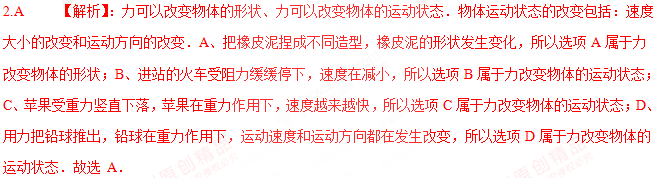 2.A 【解析】：力可以改变物体的形状、力可以改变物体的运动状态．物体运动状态的改变包括：速度
大小的改变和运动方向的改变．A、把橡皮泥捏成不同造型，橡皮泥的形状发生变化，所以选项 A 属于力
改变物体的形状；B、进站的火车受阻力缓缓停下，速度在减小，所以选项 B 属于力改变物体的运动状态；
C、苹果受重力竖直下落，苹果在重力作用下，速度越来越快，所以选项 C 属于力改变物体的运动状态；D、
用力把铅球推出，铅球在重力作用下，运动速度和运动方向都在发生改变，所以选项 D 属于力改变物体的
运动状态．故选 A．